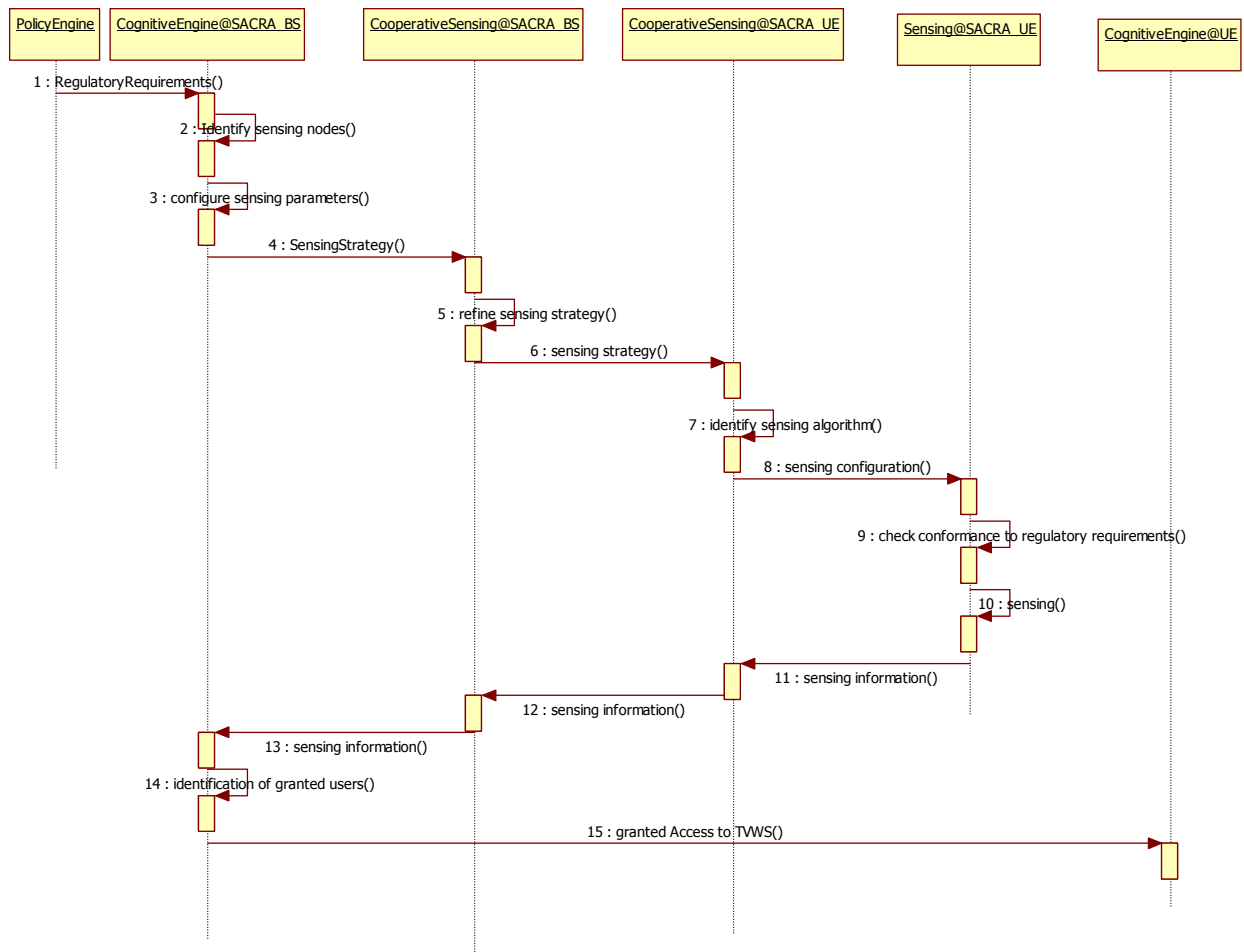 PolicyEngine
CognitiveEngine@SACRA_BS
CooperativeSensing@SACRA_BS
CooperativeSensing@SACRA_UE
Sensing@SACRA_UE
CognitiveEngine@UE
1 : RegulatoryRequirements()
2 : Identify sensing nodes()
3 : configure sensing parameters()
4 : SensingStrategy()
5 : refine sensing strategy()
6 : sensing strategy()
7 : identify sensing algorithm()
8 : sensing configuration()
9 : check conformance to regulatory requirements()
10 : sensing()
11 : sensing information()
12 : sensing information()
13 : sensing information()
14 : identification of granted users()
15 : granted Access to TVWS()